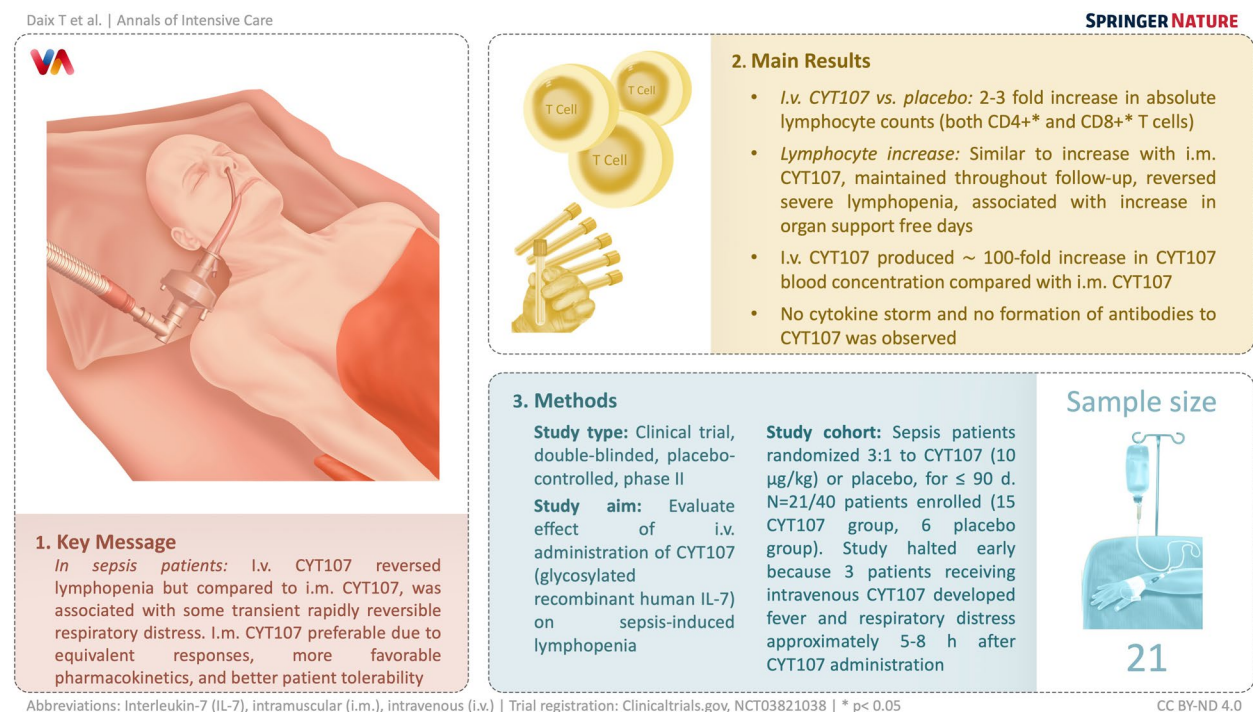 Daix T et al. | Annals of Intensive Care
SPRINGER NATURE
VA
1. Key Message
In sepsis patients: I.v. CYT107 reversed
lymphopenia but compared to i.m. CYT107, was
associated with some transient rapidly reversible
respiratory distress. I.m. CYT107 preferable due to
equivalent responses, more favorable
pharmacokinetics, and better patient tolerability
T Cell
T Cell
T Cell
2. Main Results
• I.v. CYT107 vs. placebo: 2-3 fold increase in absolute
lymphocyte counts (both CD4+* and CD8+* T cells)
• Lymphocyte increase: Similar to increase with i.m.
CYT107, maintained throughout follow-up, reversed
severe lymphopenia, associated with increase in
organ support free days
• I.v. CYT107 produced ~ 100-fold increase in CYT107
blood concentration compared with i.m. CYT107
• No cytokine storm and no formation of antibodies to
CYT107 was observed
3. Methods
Study type: Clinical trial,
double-blinded, placebo-
controlled, phase II
Study aim: Evaluate
effect of i.v.
administration of CYT107
(glycosylated
recombinant human IL-7)
on sepsis-induced
lymphopenia
Study cohort: Sepsis patients
randomized 3:1 to CYT107 (10
µg/kg) or placebo, for ≤ 90 d.
N=21/40 patients enrolled (15
CYT107 group, 6 placebo
group). Study halted early
because 3 patients receiving
intravenous CYT107 developed
fever and respiratory distress
approximately 5-8 h after
CYT107 administration
Sample size
21
Abbreviations: Interleukin-7 (IL-7), intramuscular (i.m.), intravenous (i.v.) | Trial registration: Clinicaltrials.gov, NCT03821038 | * p< 0.05
CC BY-ND 4.0